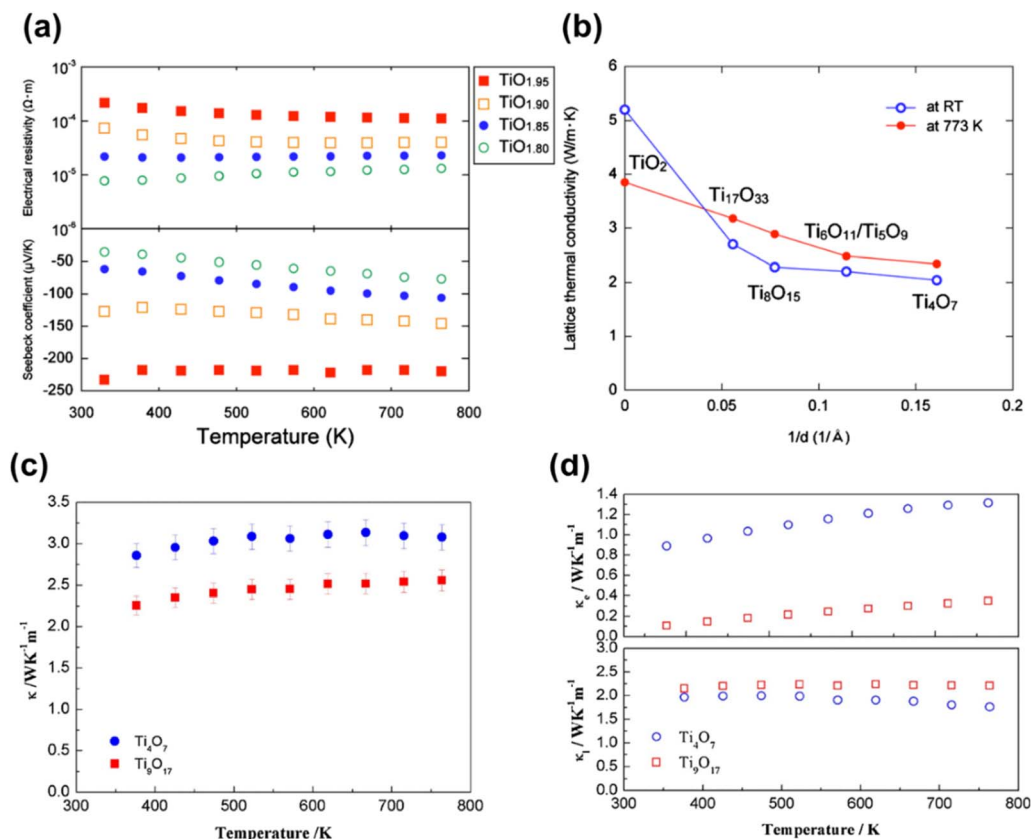 (a)
10⁻³
10⁻⁴
10⁻⁵
10⁻⁶
Electrical resistivity (Ω·m)
TiO₁.₉₅
TiO₁.₉₀
TiO₁.₈₅
TiO₁.₈₀
-50
-100
-150
-200
-250
Seebeck coefficient (µV/K)
300 400 500 600 700 800
Temperature (K)
(b)
6
5
4
3
2
1
0
Lattice thermal conductivity (W/m·K)
at RT
at 773 K
TiO₂
Ti₁₇O₃₃
Ti₆O₁₁/Ti₅O₉
Ti₈O₁₅
Ti₄O₇
0 0.05 0.1 0.15 0.2
1/d (1/Å)
(c)
3.5
3.0
2.5
2.0
1.5
1.0
0.5
0.0
κ /WK⁻¹m⁻¹
Ti₄O₇
Ti₉O₁₇
300 400 500 600 700 800
Temperature /K
(d)
1.4
1.2
1.0
0.8
0.6
0.4
0.2
0.0
κₑ / WK⁻¹m⁻¹
3.0
2.5
2.0
1.5
1.0
0.5
0.0
κₗ / WK⁻¹m⁻¹
Ti₄O₇
Ti₉O₁₇
300 400 500 600 700 800
Temperature / K